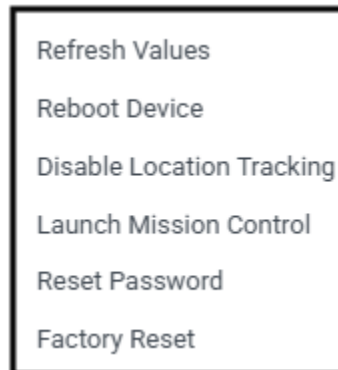 Refresh Values
Reboot Device
Disable Location Tracking
Launch Mission Control
Reset Password
Factory Reset